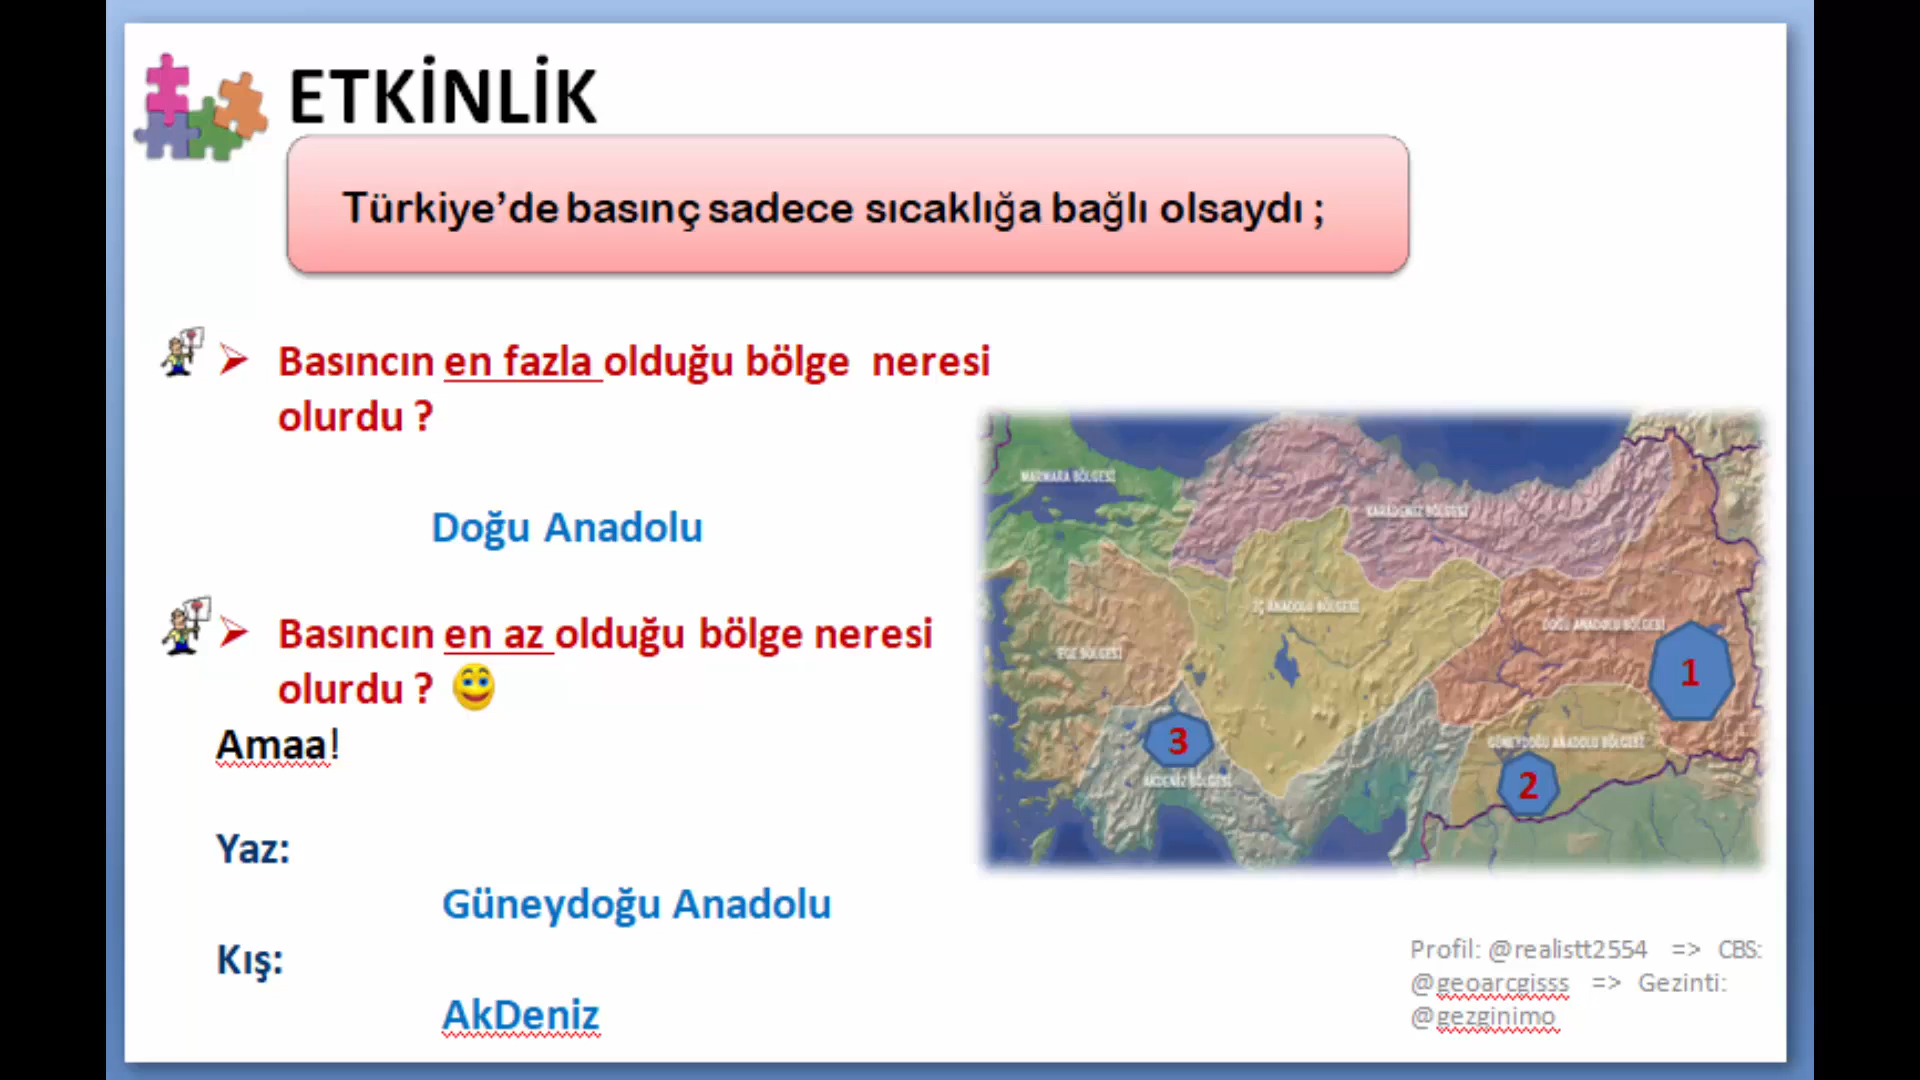 ETKİNLİK
Türkiye’de basınç sadece sıcaklığa bağlı olsaydı ;
Basıncın en fazla olduğu bölge neresi
olurdu ?
Doğu Anadolu
Basıncın en az olduğu bölge neresi
olurdu ?
Amaa!
Yaz:
Güneydoğu Anadolu
Kış:
AkDeniz
MARMARA BÖLGESİ
KARADENİZ BÖLGESİ
İÇ ANADOLU BÖLGESİ
DOĞU ANADOLU BÖLGESİ
EGE BÖLGESİ
1
3
GÜNEYDOĞU ANADOLU BÖLGESİ
AKDENİZ BÖLGESİ
2
Profil: @realistt2554 => CBS:
@geoarcgisss => Gezinti:
@gezginimo